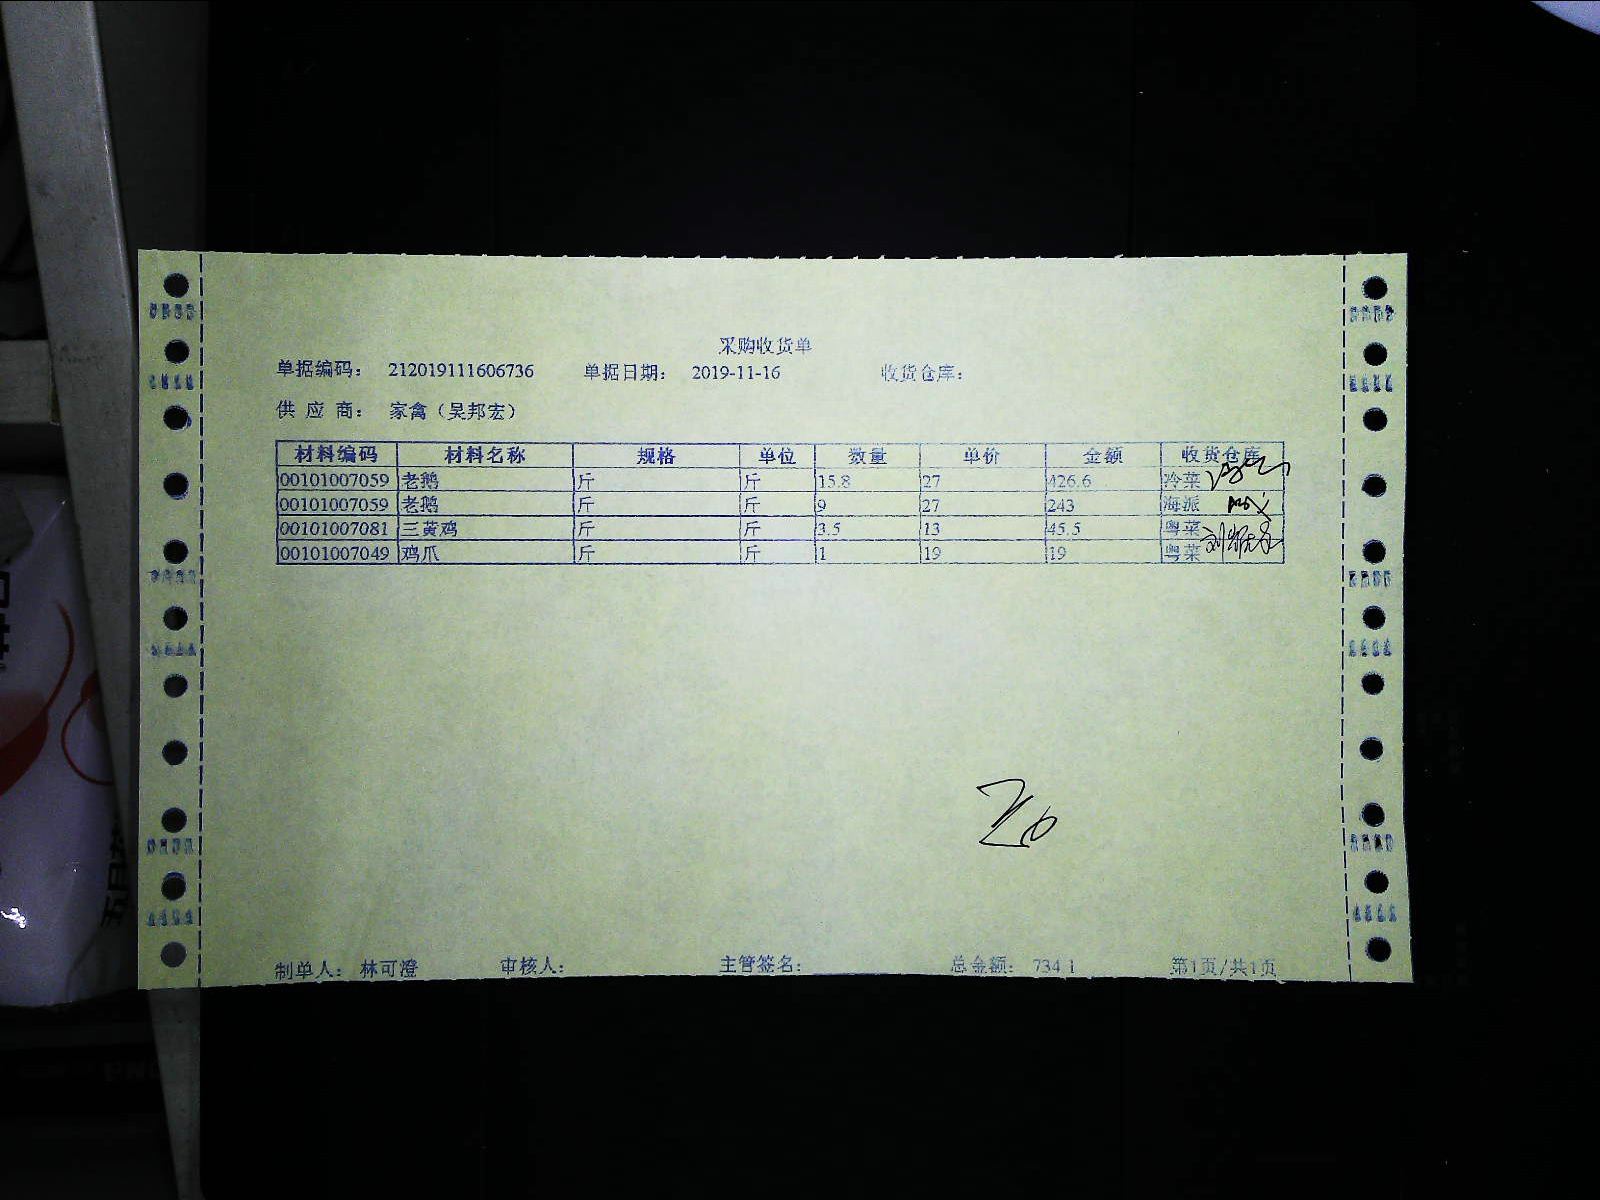 采购收货单
单据编码： 212019111606736 单据日期： 2019-11-16 收货仓库：
供 应 商： 家禽（吴邦宏）
材料编码 材料名称 规格 单位 数量 单价 金额 收货仓库
00101007059 老鹅 斤 斤 15.8 27 426.6 冷菜
00101007059 老鹅 斤 斤 9 27 243 海派
00101007081 三黄鸡 斤 斤 3.5 13 45.5 粤菜
00101007049 鸡爪 斤 斤 1 19 19 粤菜
制单人： 林可澄 审核人： 主管签名： 总金额： 734.1 第1页/共1页